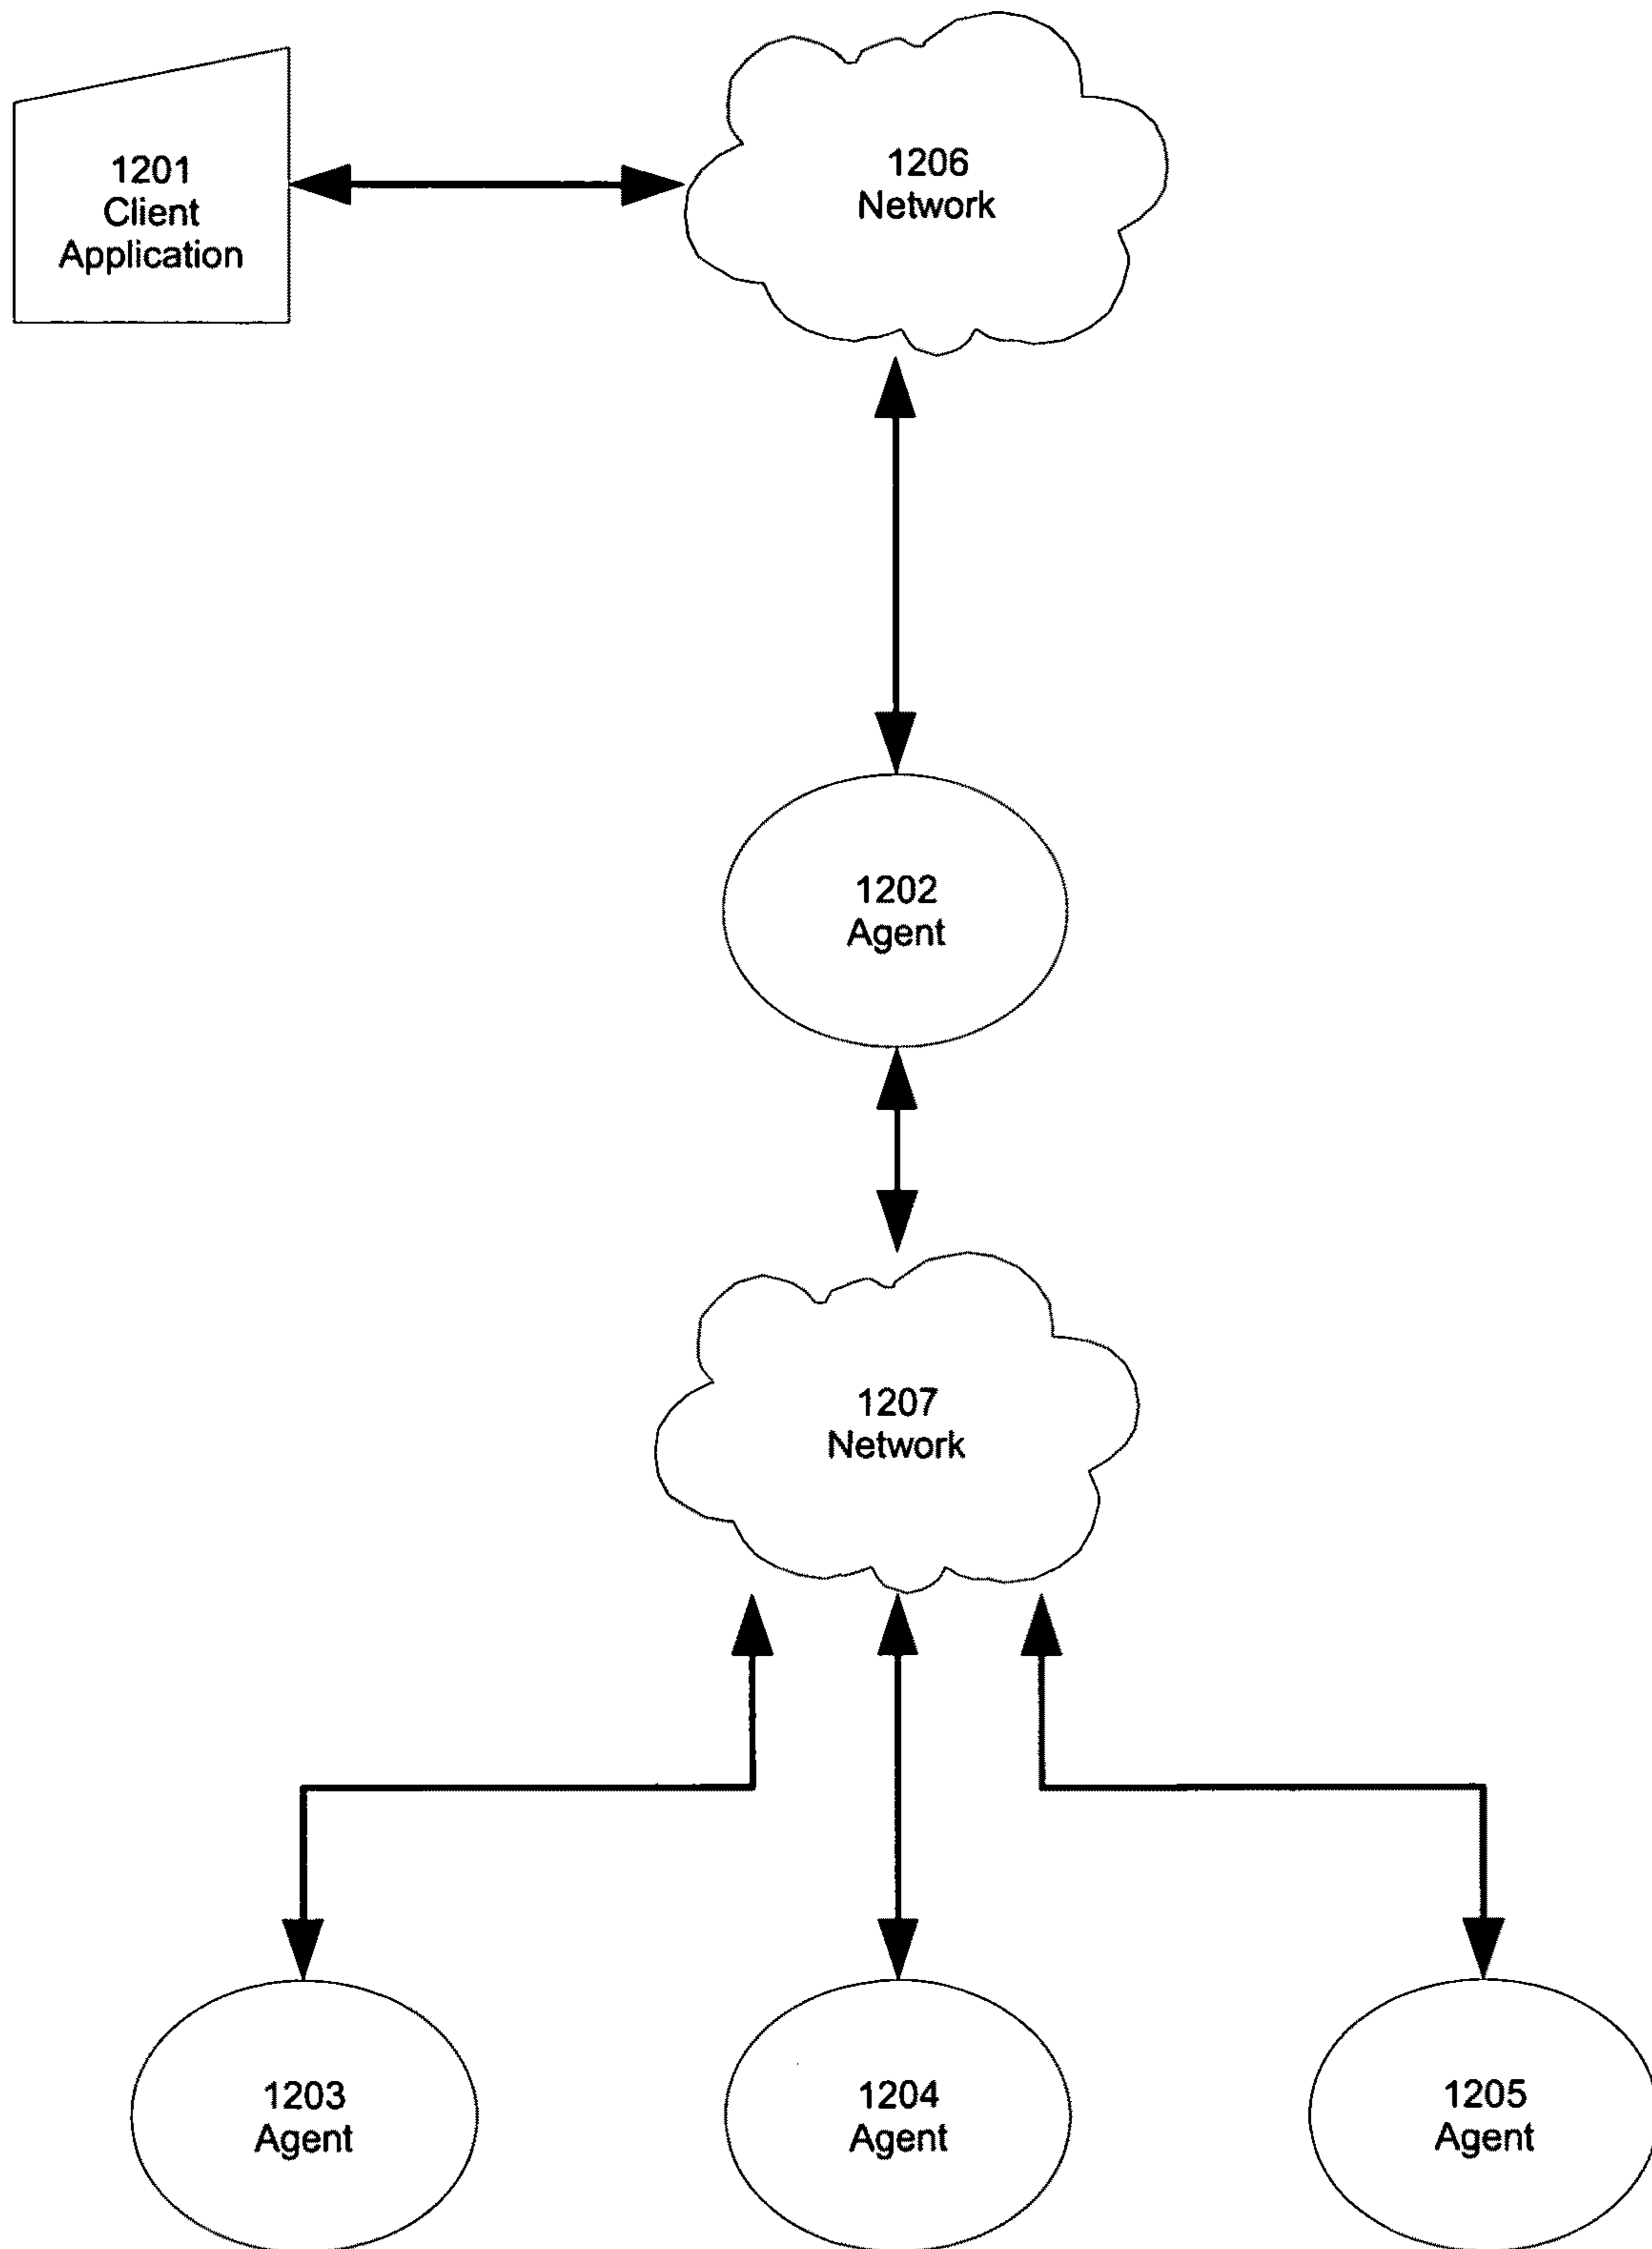 1201
Client
Application
1206
Network
1202
Agent
1207
Network
1203
Agent
1204
Agent
1205
Agent